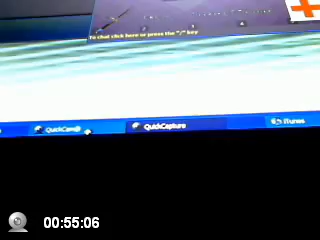 To chat click here or press the "/" key
QuickCam®
QuickCapture
iTunes
00:55:06